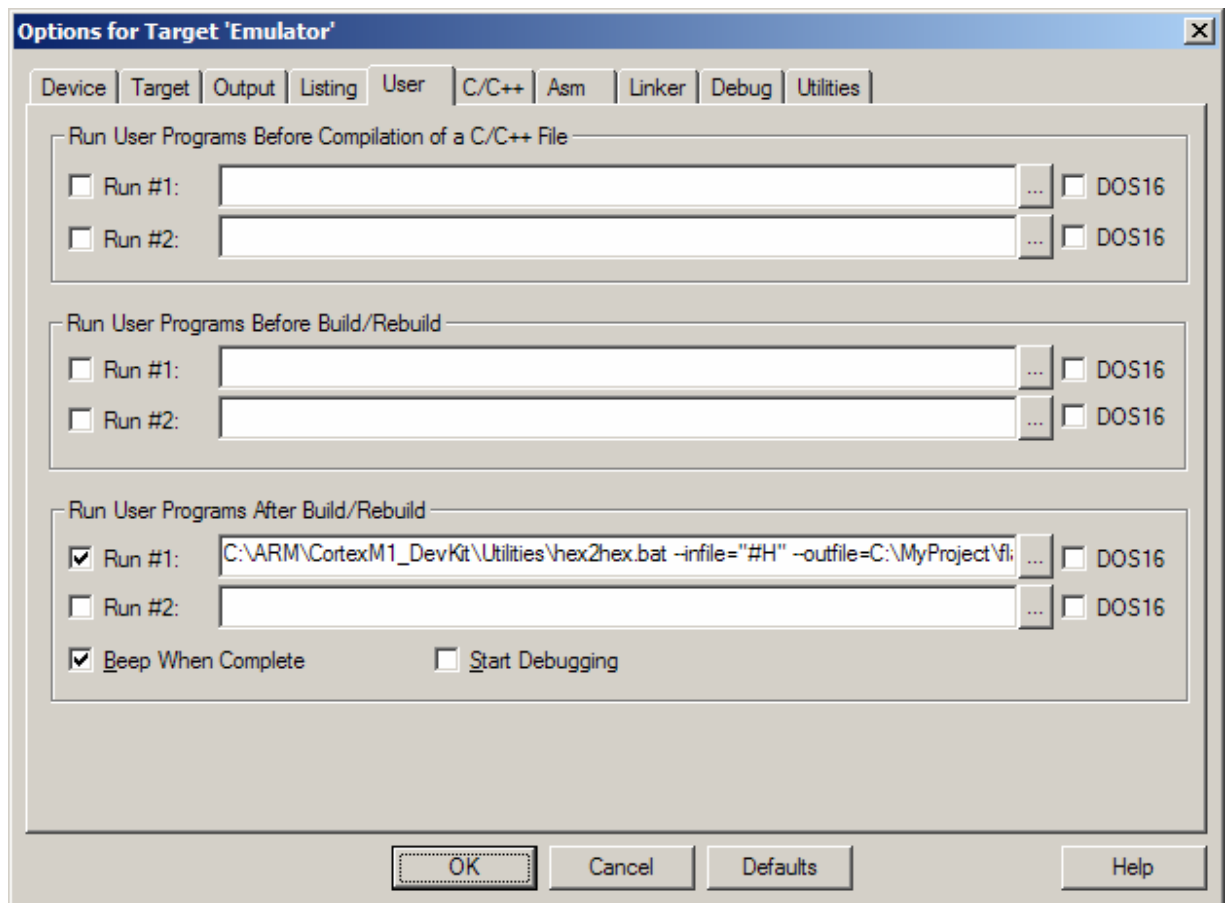 Options for Target 'Emulator'
Device Target Output Listing User C/C++ Asm Linker Debug Utilities
Run User Programs Before Compilation of a C/C++ File
Run #1: ... DOS16
Run #2: ... DOS16
Run User Programs Before Build/Rebuild
Run #1: ... DOS16
Run #2: ... DOS16
Run User Programs After Build/Rebuild
Run #1: C:\ARM\CortexM1_DevKit\Utilities\hex2hex.bat --infile="#H" --outfile=C:\MyProject\fl ... DOS16
Run #2: ... DOS16
Beep When Complete Start Debugging
OK Cancel Defaults Help